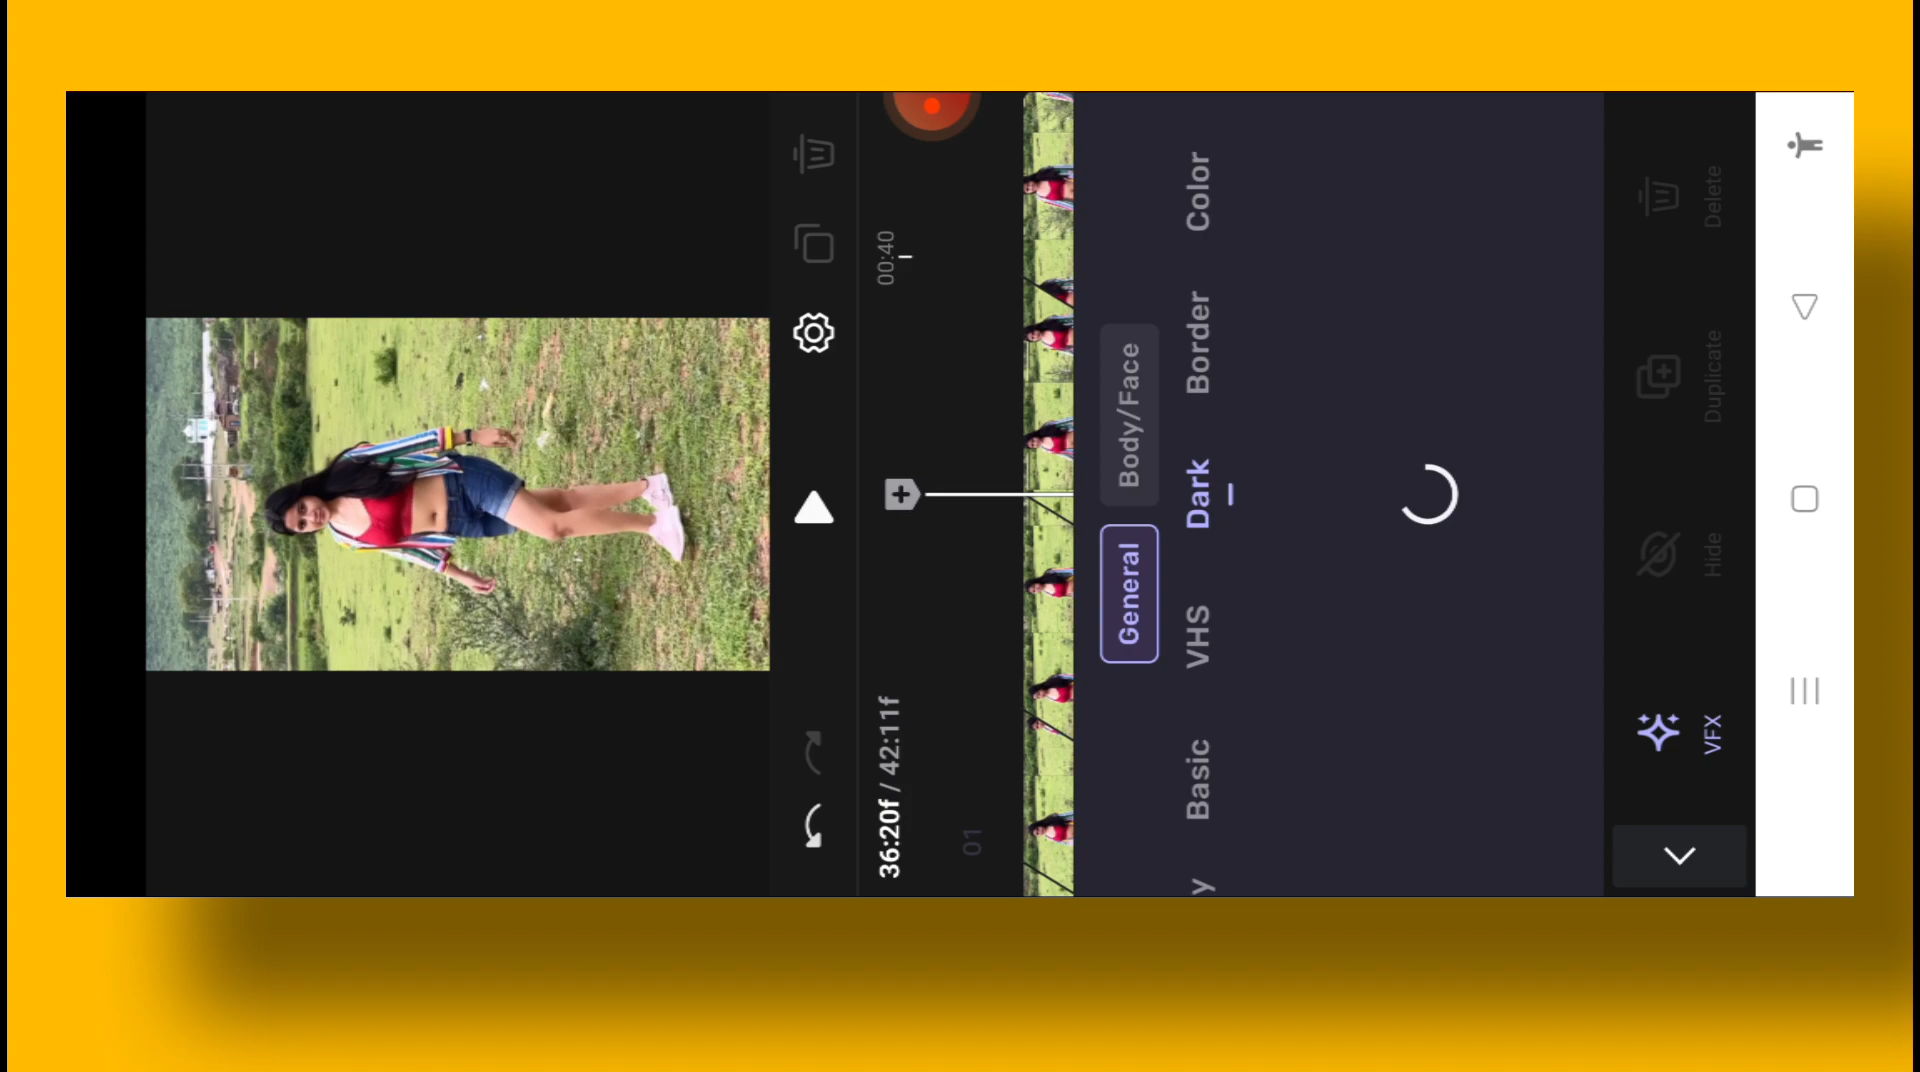 36:20f / 42:11f
00:40
01
General
Body/Face
y
Basic
VHS
Dark
Border
Color
VFX
Hide
Duplicate
Delete